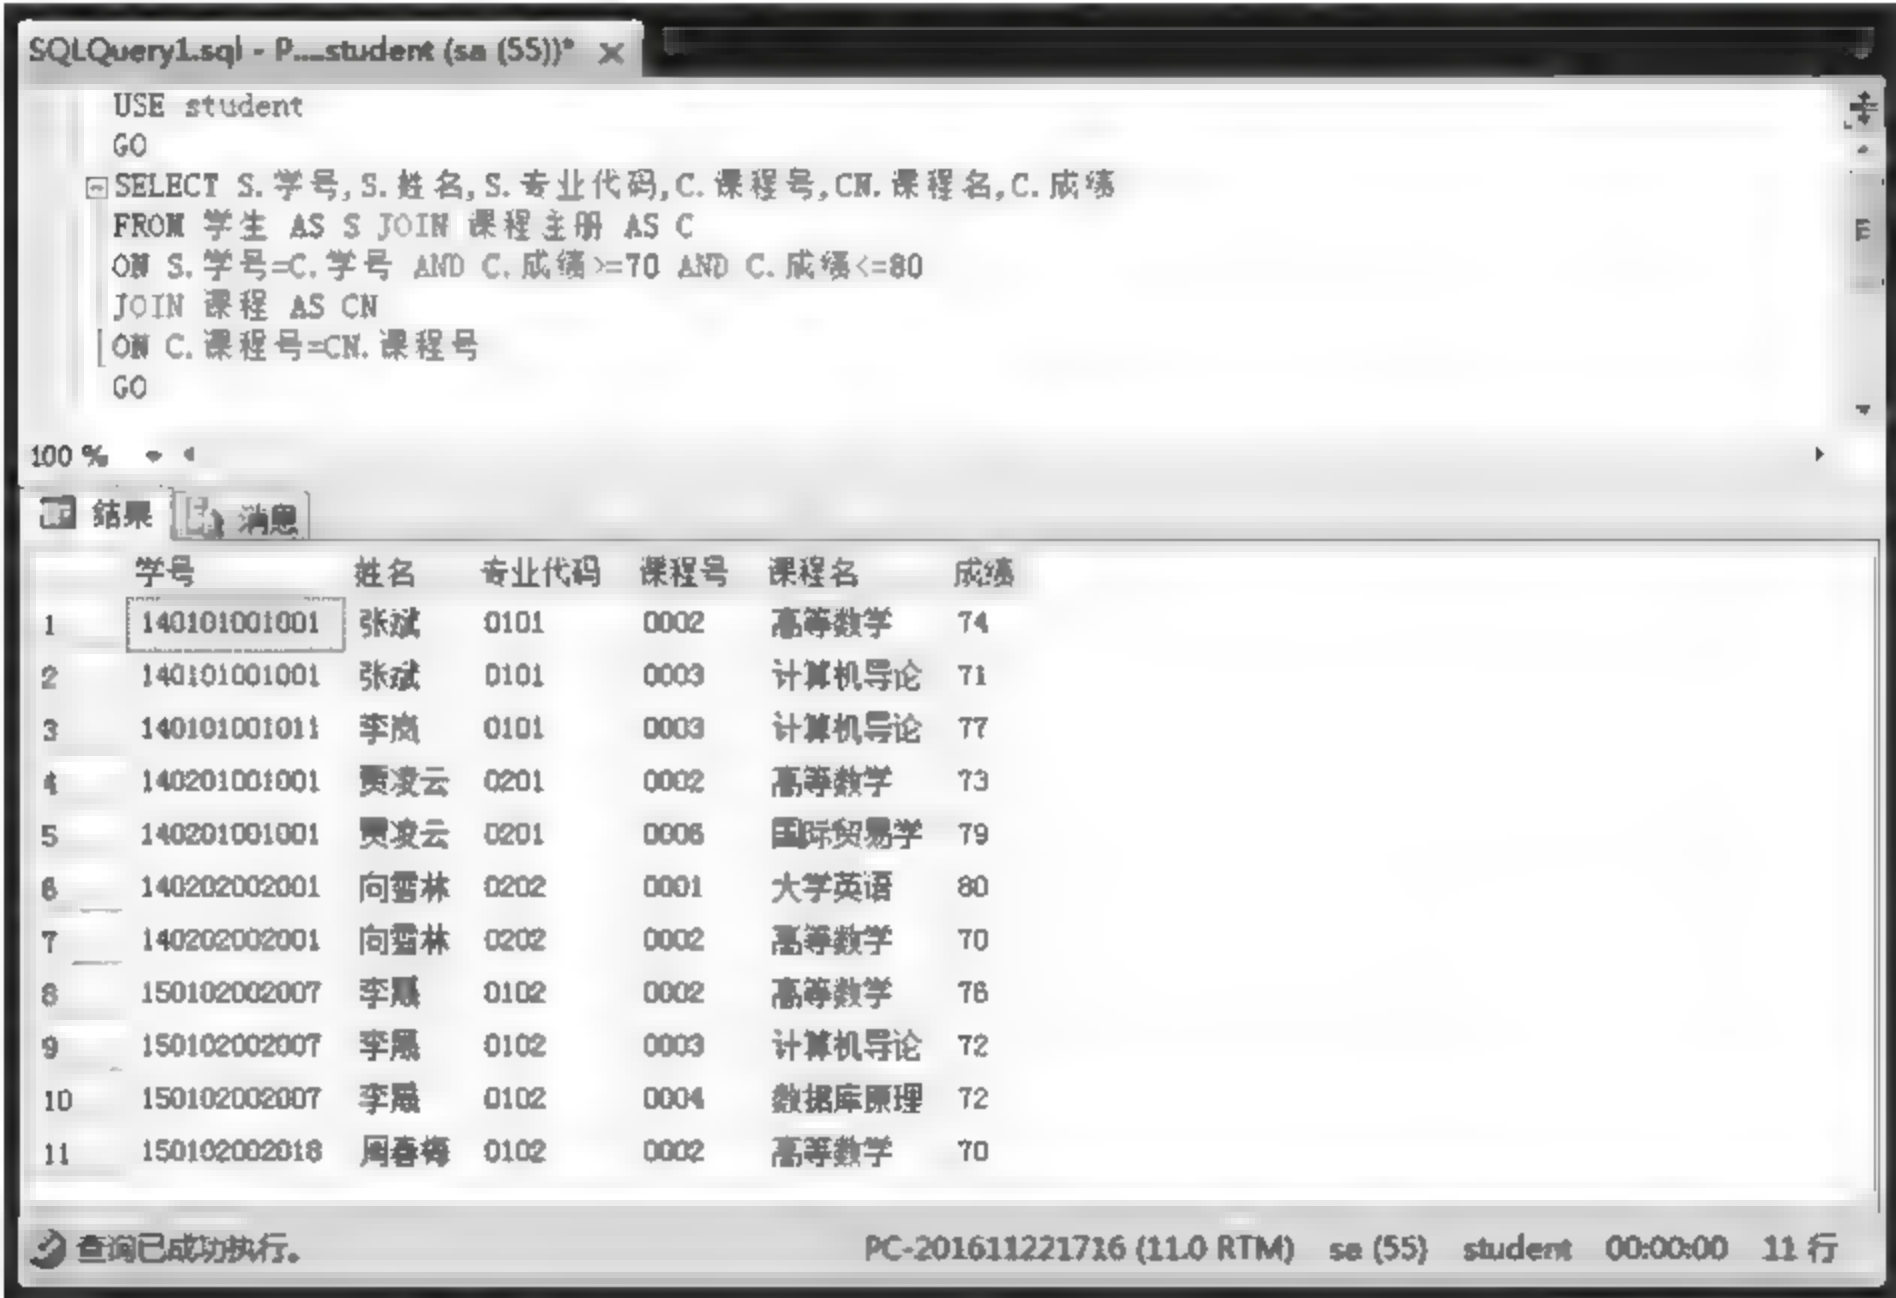 SQLQuery1.sql - P...student (sa (55))*
USE student
GO
SELECT S.学号,S.姓名,S.专业代码,C.课程号,CN.课程名,C.成绩
FROM 学生 AS S JOIN 课程注册 AS C
ON S.学号=C.学号 AND C.成绩>=70 AND C.成绩<=80
JOIN 课程 AS CN
ON C.课程号=CN.课程号
GO
100 %
结果 消息
学号 姓名 专业代码 课程号 课程名 成绩
1 140101001001 张斌 0101 0002 高等数学 74
2 140101001001 张斌 0101 0003 计算机导论 71
3 140101001011 李岚 0101 0003 计算机导论 77
4 140201001001 贾凌云 0201 0002 高等数学 73
5 140201001001 贾凌云 0201 0006 国际贸易学 79
6 140202002001 向雪林 0202 0001 大学英语 80
7 140202002001 向雪林 0202 0002 高等数学 70
8 150102002007 0102 0002 高等数学 76
9 150102002007 0102 0003 计算机导论 72
10 150102002007 0102 0004 数据库原理 72
11 150102002018 周春梅 0102 0002 高等数学 70
查询已成功执行。 PC-201611221716 (11.0 RTM) sa (55) student 00:00:00 11 行